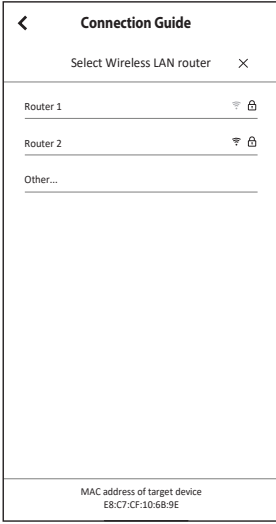 Connection Guide
Select Wireless LAN router
Router 1
Router 2
Other...
MAC address of target device
E8:C7:CF:10:6B:9E